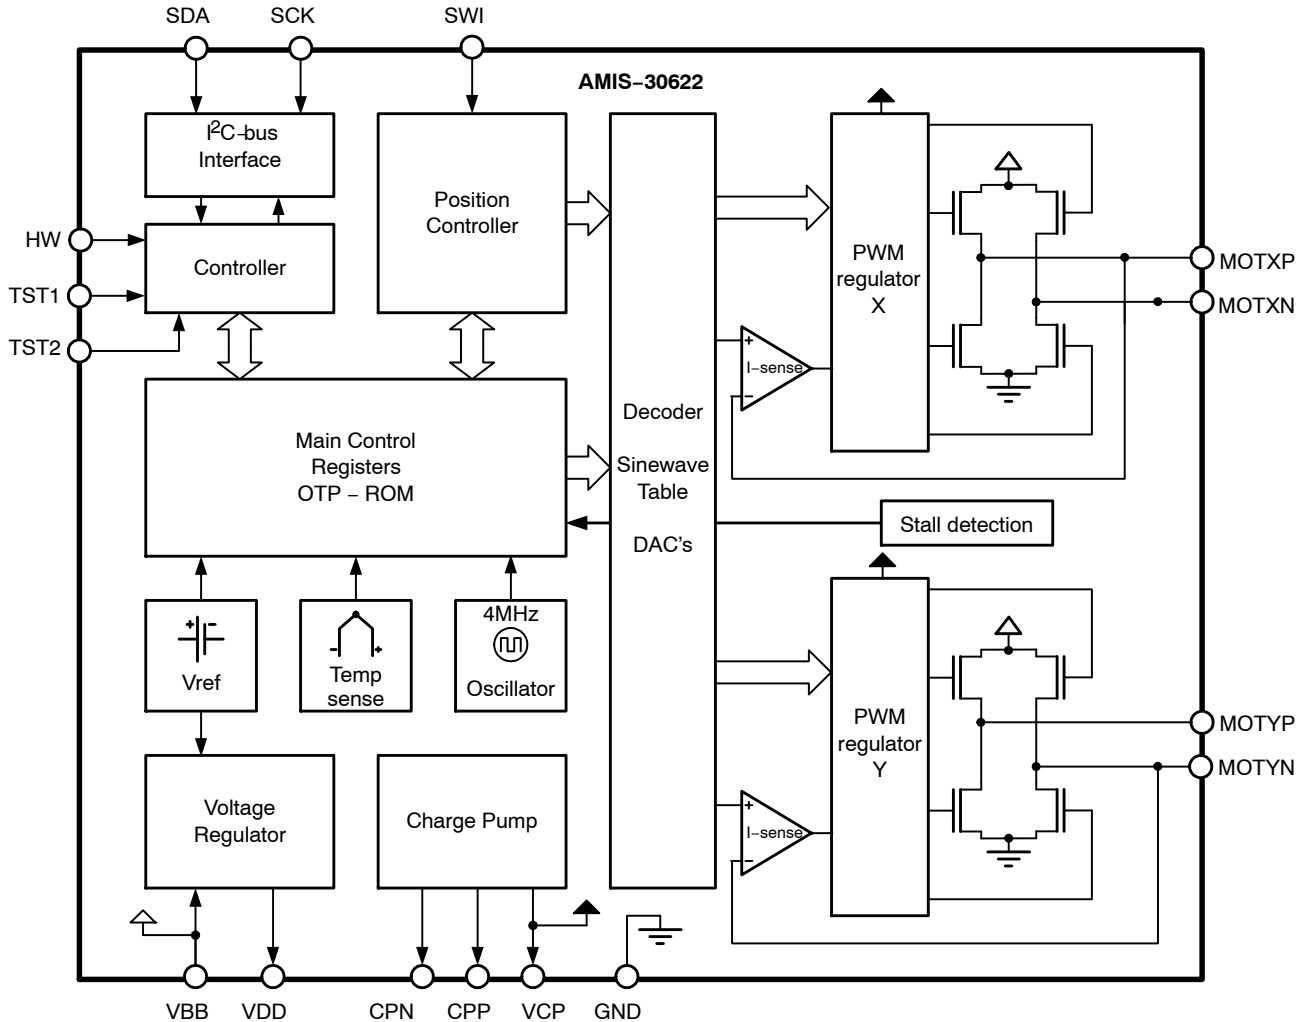 SDA
SCK
SWI
AMIS−30622
I2C−bus
Interface
Position
Controller
HW
Controller
TST1
TST2
PWM
regulator
X
MOTXP
MOTXN
+
I−sense
−
Decoder
Sinewave
Table
DAC's
Main Control
Registers
OTP − ROM
Stall detection
+ −
Vref
− +
Temp
sense
4MHz
Oscillator
PWM
regulator
Y
MOTYP
MOTYN
+
I−sense
−
Voltage
Regulator
Charge Pump
VBB
VDD
CPN
CPP
VCP
GND